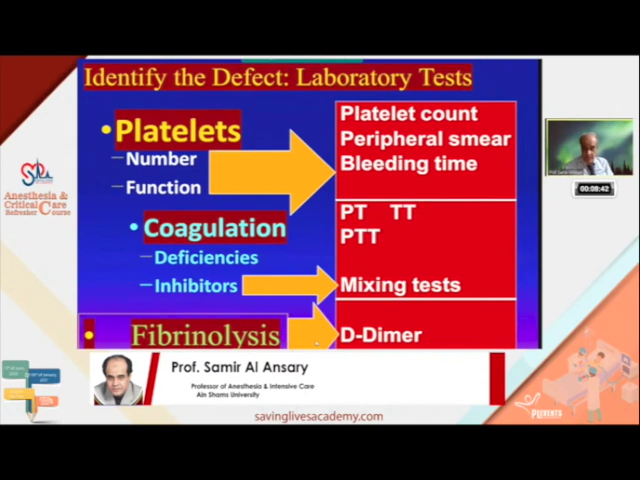 Identify the Defect: Laboratory Tests
•Platelets
–Number
–Function
Platelet count
Peripheral smear
Bleeding time
• Coagulation
–Deficiencies
–Inhibitors
PT TT
PTT
Mixing tests
• Fibrinolysis
D-Dimer
Anesthesia &
Critical Care
Refresher Course
00:08:42
Prof. Samir Al Ansary
Professor of Anesthesia & Intensive Care
Ain Shams University
savinglivesacademy.com
PLEVENTS